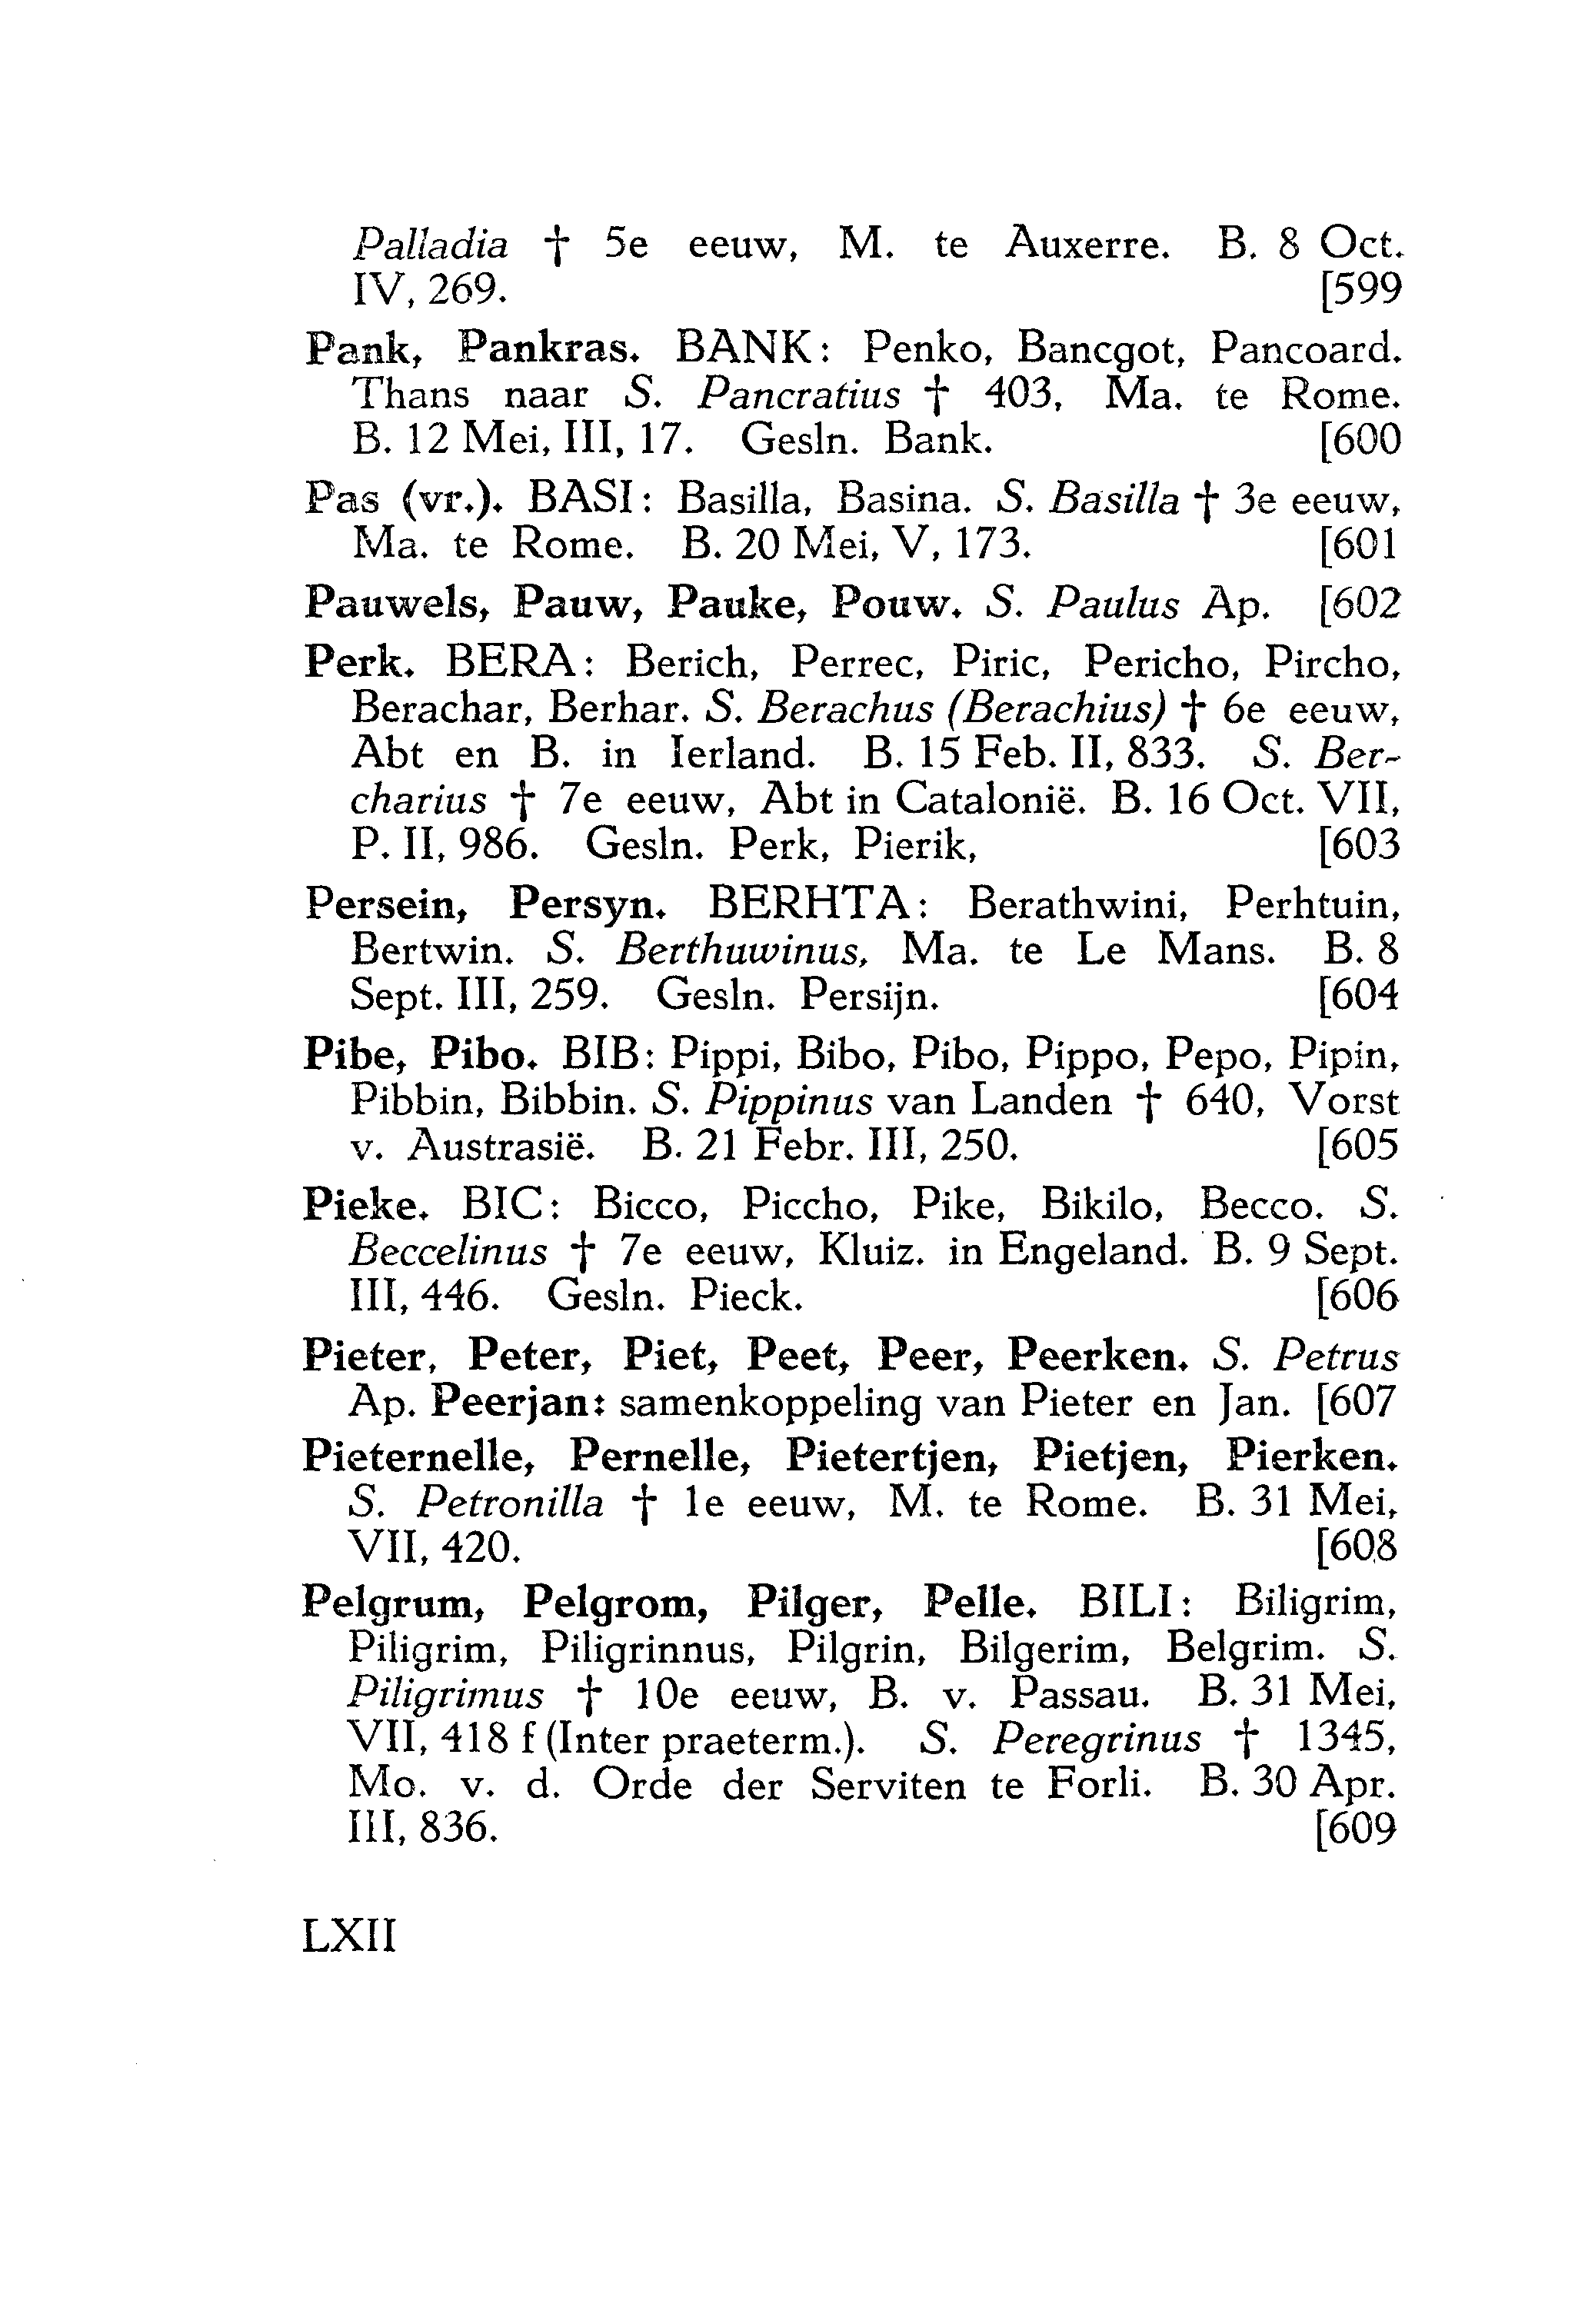 Palladia † 5e eeuw, M. te Auxerre. B. 8 Oct.
IV, 269. [599
Pank, Pankras. BANK: Penko, Bancgot, Pancoard.
Thans naar S. Pancratius † 403, Ma. te Rome.
B. 12 Mei, III, 17. Gesln. Bank. [600
Pas (vr.). BASI: Basilla, Basina. S. Basilla † 3e eeuw,
Ma. te Rome. B. 20 Mei, V, 173. [601
Pauwels, Pauw, Pauke, Pouw. S. Paulus Ap. [602
Perk. BERA: Berich, Perrec, Piric, Pericho, Pircho,
Berachar, Berhar. S. Berachus (Berachius) † 6e eeuw,
Abt en B. in Ierland. B. 15 Feb. II, 833. S. Ber-
charius † 7e eeuw, Abt in Catalonië. B. 16 Oct. VII,
P. II, 986. Gesln. Perk, Pierik, [603
Persein, Persyn. BERHTA: Berathwini, Perhtuin,
Bertwin. S. Berthuwinus, Ma. te Le Mans. B. 8
Sept. III, 259. Gesln. Persijn. [604
Pibe, Pibo. BIB: Pippi, Bibo, Pibo, Pippo, Pepo, Pipin,
Pibbin, Bibbin. S. Pippinus van Landen † 640, Vorst
v. Austrasië. B. 21 Febr. III, 250. [605
Pieke. BIC: Bicco, Piccho, Pike, Bikilo, Becco. S.
Beccelinus † 7e eeuw, Kluiz. in Engeland. B. 9 Sept.
III, 446. Gesln. Pieck. [606
Pieter, Peter, Piet, Peet, Peer, Peerken. S. Petrus
Ap. Peerjan: samenkoppeling van Pieter en Jan. [607
Pieternelle, Pernelle, Pietertjen, Pietjen, Pierken.
S. Petronilla † 1e eeuw, M. te Rome. B. 31 Mei,
VII, 420. [608
Pelgrum, Pelgrom, Pilger, Pelle. BILI: Biligrim,
Piligrim, Piligrinnus, Pilgrin, Bilgerim, Belgrim. S.
Piligrimus † 10e eeuw, B. v. Passau. B. 31 Mei,
VII, 418 f (Inter praeterm.). S. Peregrinus † 1345,
Mo. v. d. Orde der Serviten te Forli. B. 30 Apr.
III, 836. [609
LXII